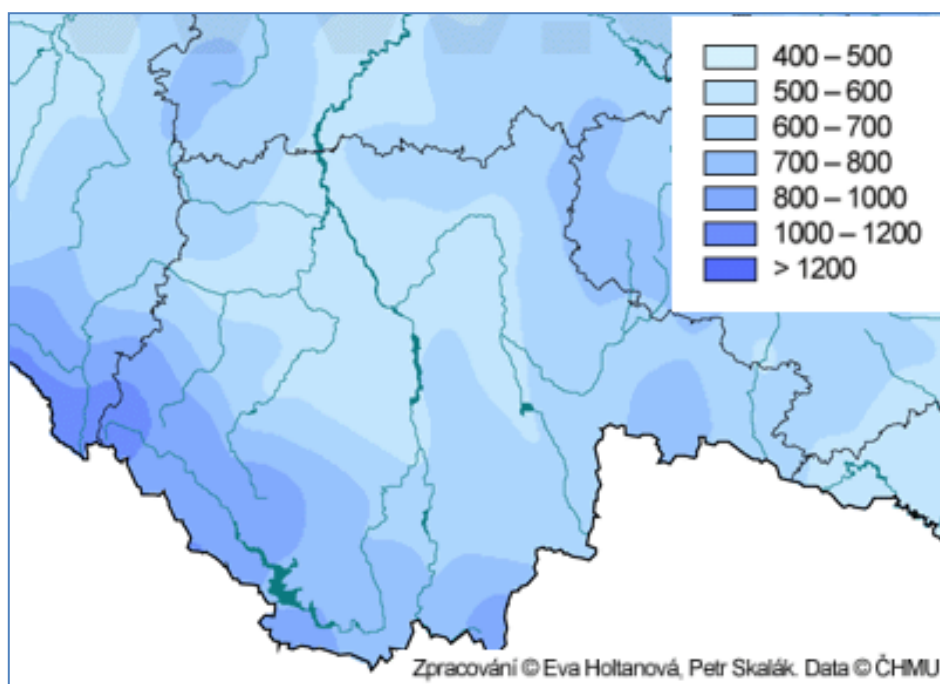 400 – 500
500 – 600
600 – 700
700 – 800
800 – 1000
1000 – 1200
> 1200
Zpracování © Eva Holtanová, Petr Skalák. Data © ČHMU